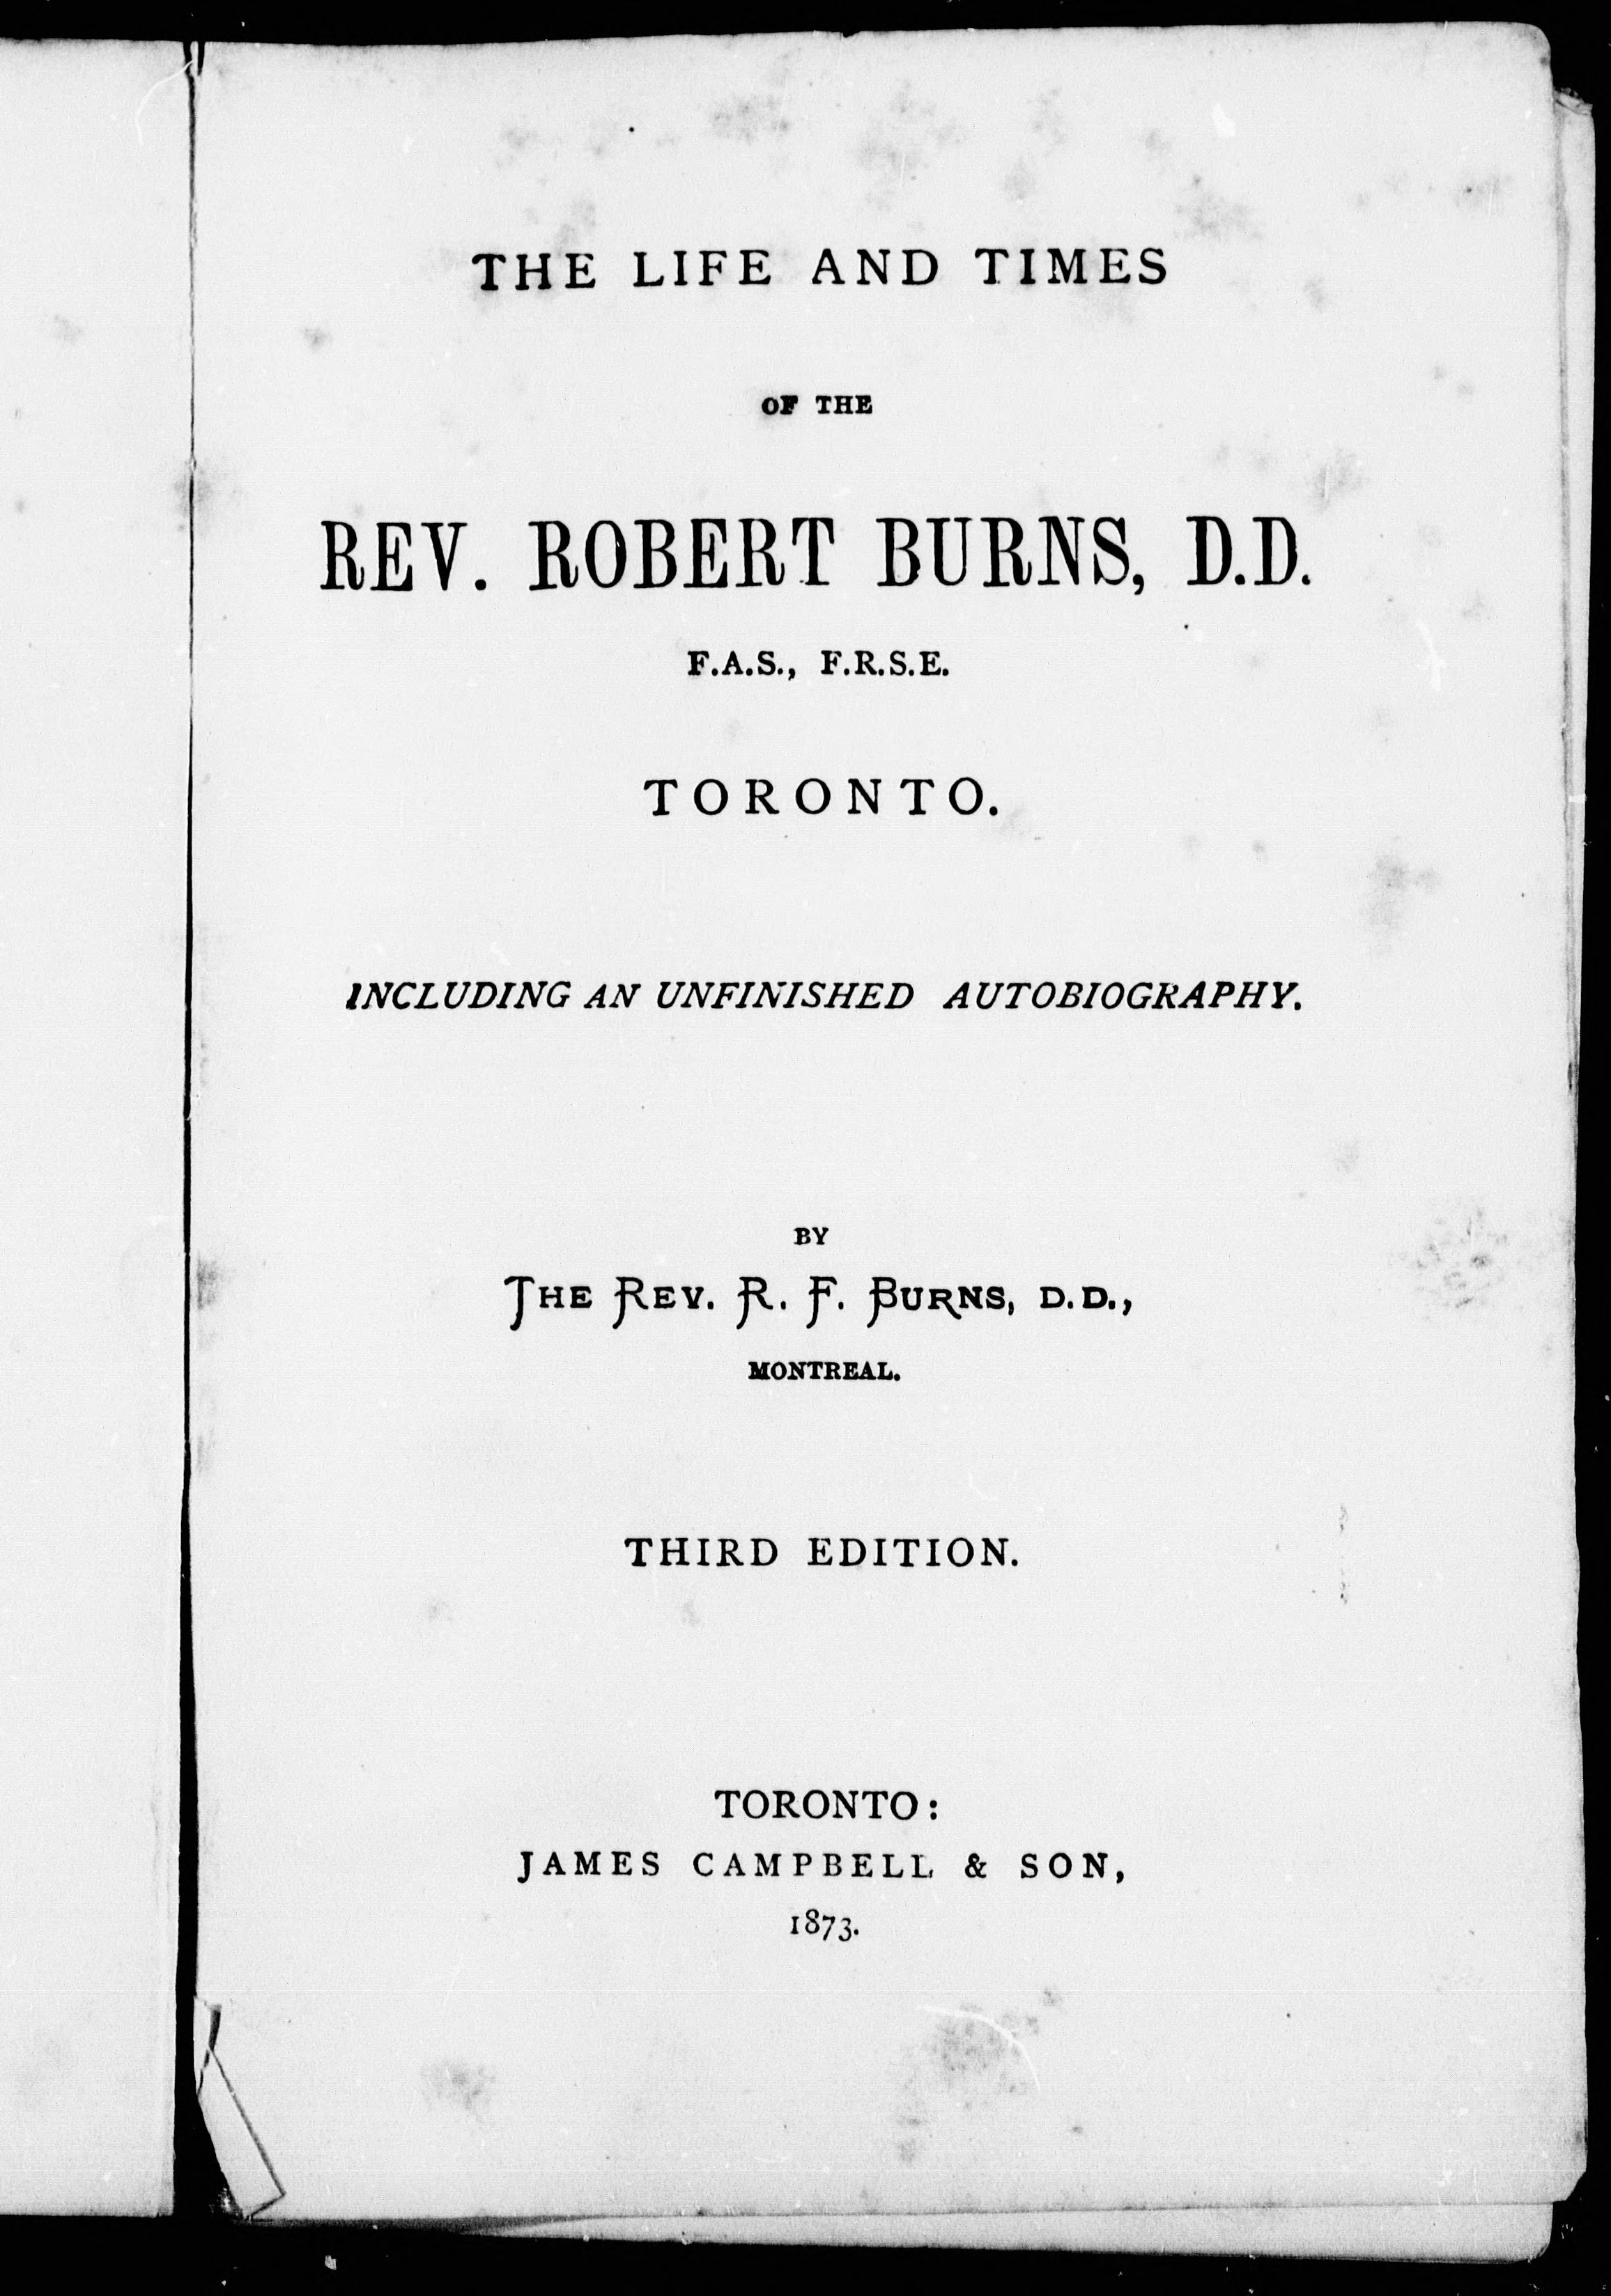 THE LIFE AND TIMES
OF THE
REV. ROBERT BURNS, D.D.
F.A.S., F.R.S.E.
TORONTO.
INCLUDING AN UNFINISHED AUTOBIOGRAPHY.
BY
THE REV. R. F. BURNS, D.D.,
MONTREAL.
THIRD EDITION.
TORONTO:
JAMES CAMPBELL & SON,
1873.